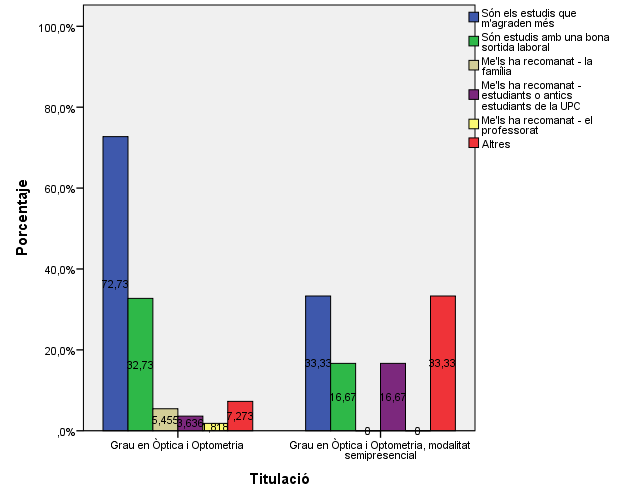 100,0%
80,0%
60,0%
40,0%
20,0%
,0%
Porcentaje
72,73
32,73
5,455
3,636
1,818
7,273
33,33
16,67
0
16,67
0
33,33
Grau en Òptica i Optometria
Grau en Òptica i Optometria, modalitat
semipresencial
Titulació
Són els estudis que
m'agraden més
Són estudis amb una bona
sortida laboral
Me'ls ha recomanat - la
família
Me'ls ha recomanat -
estudiants o antics
estudiants de la UPC
Me'ls ha recomanat - el
professorat
Altres